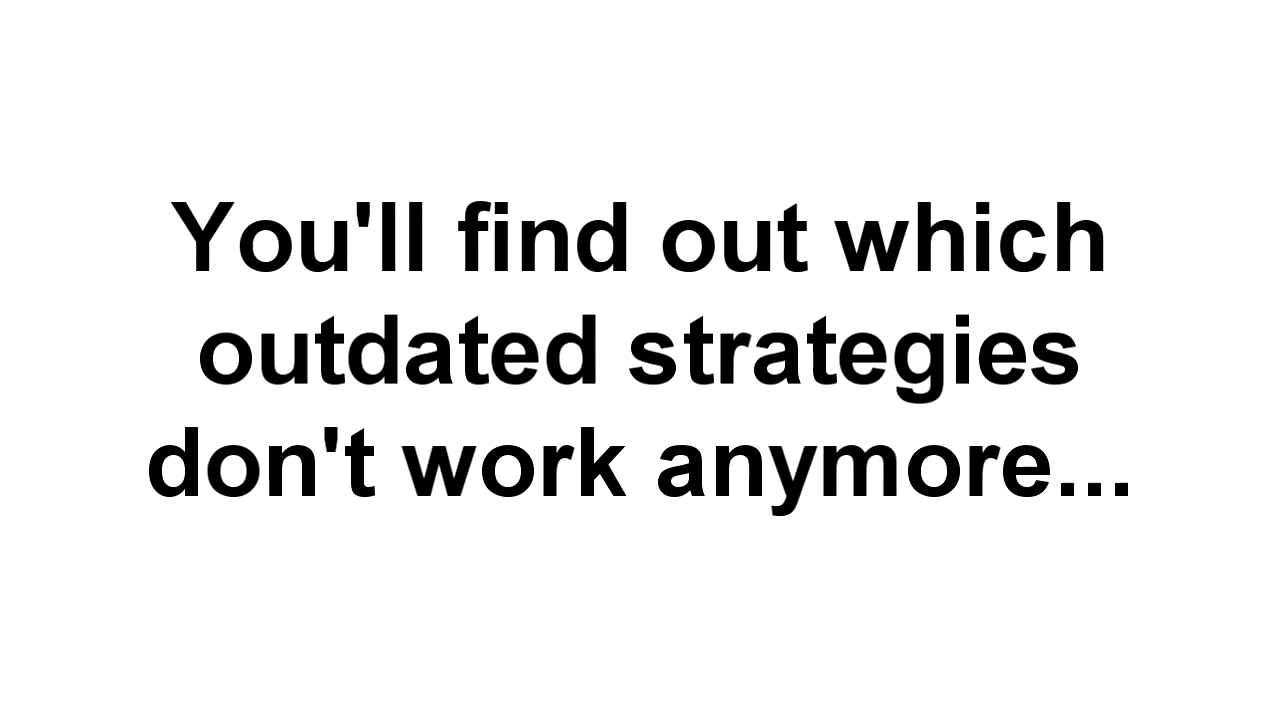 You'll find out which
outdated strategies
don't work anymore...